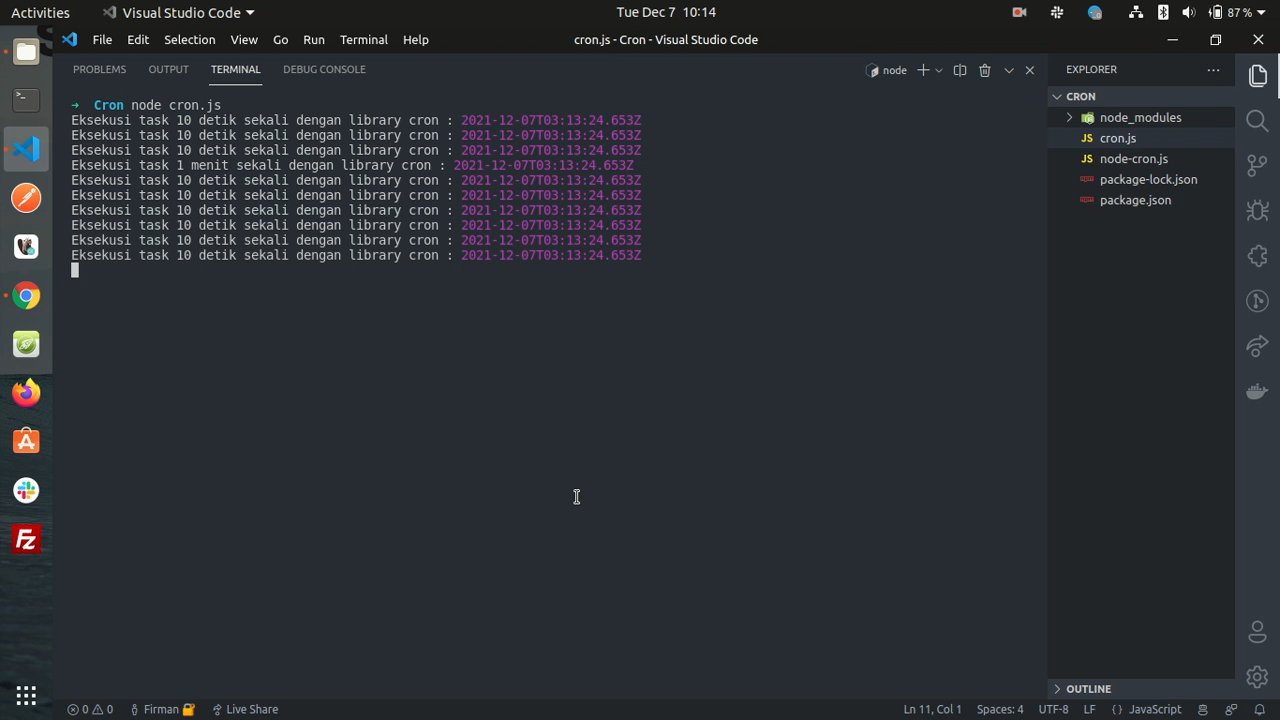 Activities
Visual Studio Code
Tue Dec 7 10:14
87 %
File Edit Selection View Go Run Terminal Help
cron.js - Cron - Visual Studio Code
PROBLEMS OUTPUT TERMINAL DEBUG CONSOLE
node
→ Cron node cron.js
Eksekusi task 10 detik sekali dengan library cron : 2021-12-07T03:13:24.653Z
Eksekusi task 10 detik sekali dengan library cron : 2021-12-07T03:13:24.653Z
Eksekusi task 10 detik sekali dengan library cron : 2021-12-07T03:13:24.653Z
Eksekusi task 1 menit sekali dengan library cron : 2021-12-07T03:13:24.653Z
Eksekusi task 10 detik sekali dengan library cron : 2021-12-07T03:13:24.653Z
Eksekusi task 10 detik sekali dengan library cron : 2021-12-07T03:13:24.653Z
Eksekusi task 10 detik sekali dengan library cron : 2021-12-07T03:13:24.653Z
Eksekusi task 10 detik sekali dengan library cron : 2021-12-07T03:13:24.653Z
Eksekusi task 10 detik sekali dengan library cron : 2021-12-07T03:13:24.653Z
Eksekusi task 10 detik sekali dengan library cron : 2021-12-07T03:13:24.653Z
EXPLORER
CRON
node_modules
JS cron.js
JS node-cron.js
package-lock.json
package.json
OUTLINE
Fz
0 0 Firman Live Share
Ln 11, Col 1 Spaces: 4 UTF-8 LF {} JavaScript